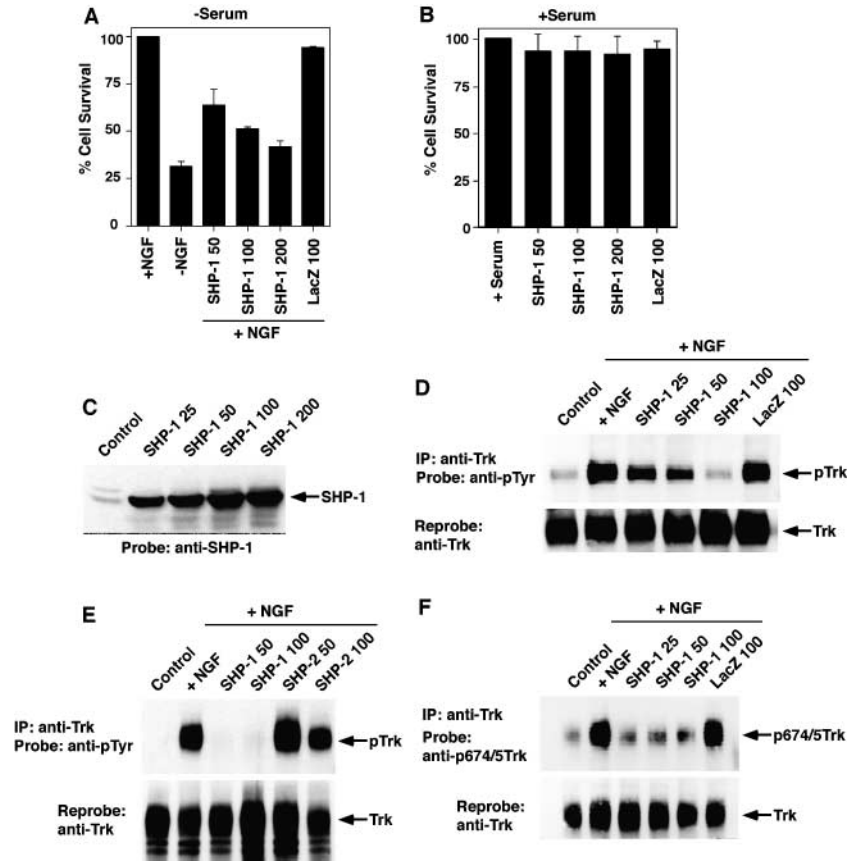 A
-Serum
% Cell Survival
100
75
50
25
0
+NGF
-NGF
SHP-1 50
SHP-1 100
SHP-1 200
LacZ 100
+ NGF
B
+Serum
% Cell Survival
100
75
50
25
0
+ Serum
SHP-1 50
SHP-1 100
SHP-1 200
LacZ 100
C
Control
SHP-1 25
SHP-1 50
SHP-1 100
SHP-1 200
SHP-1
Probe: anti-SHP-1
D
+ NGF
Control
+ NGF
SHP-1 25
SHP-1 50
SHP-1 100
LacZ 100
IP: anti-Trk
Probe: anti-pTyr
pTrk
Reprobe:
anti-Trk
Trk
E
+ NGF
Control
+ NGF
SHP-1 50
SHP-1 100
SHP-2 50
SHP-2 100
IP: anti-Trk
Probe: anti-pTyr
pTrk
Reprobe:
anti-Trk
Trk
F
+ NGF
Control
+ NGF
SHP-1 25
SHP-1 50
SHP-1 100
LacZ 100
IP: anti-Trk
Probe:
anti-p674/5Trk
p674/5Trk
Reprobe:
anti-Trk
Trk